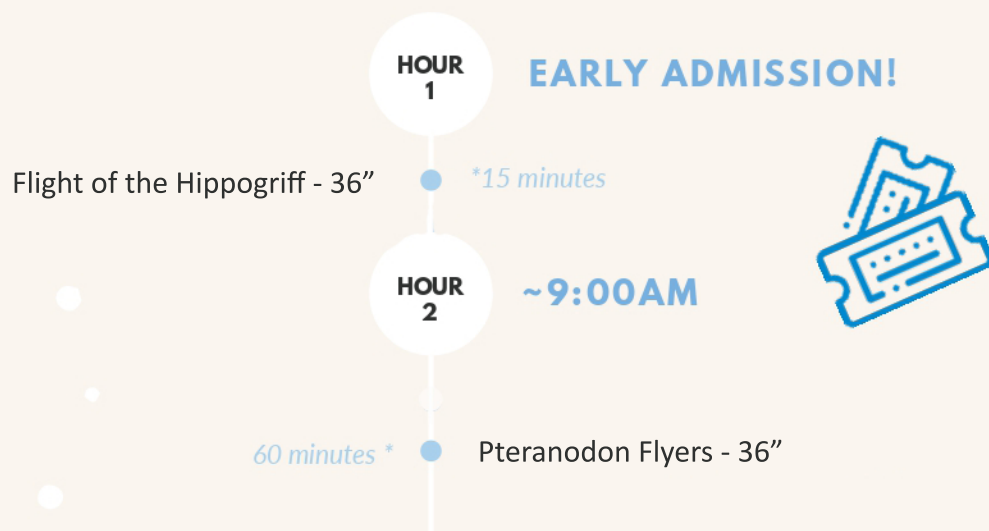 HOUR
1
EARLY ADMISSION!
Flight of the Hippogriff - 36”
*15 minutes
HOUR
2
~9:00AM
60 minutes *
Pteranodon Flyers - 36”